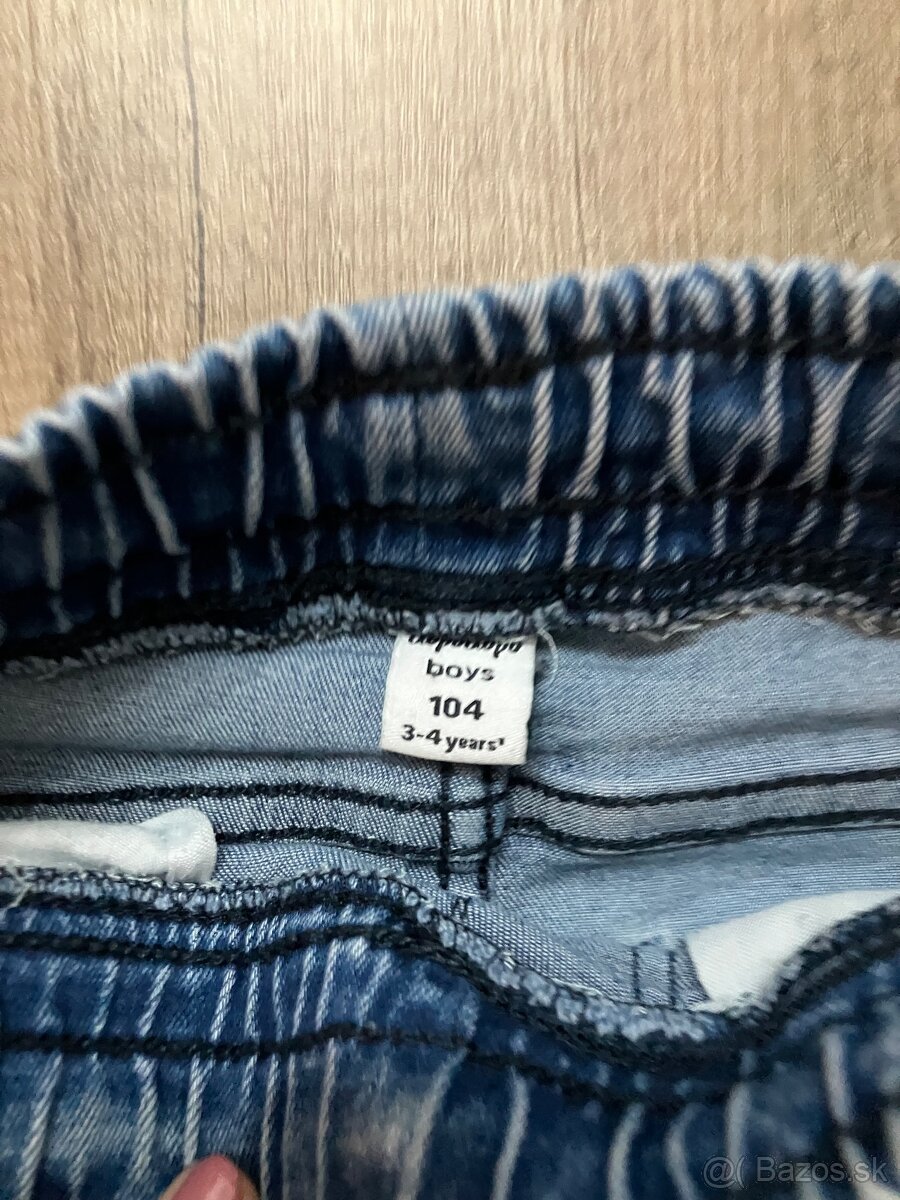 boys
104
3-4 years
@( Bazos.sk